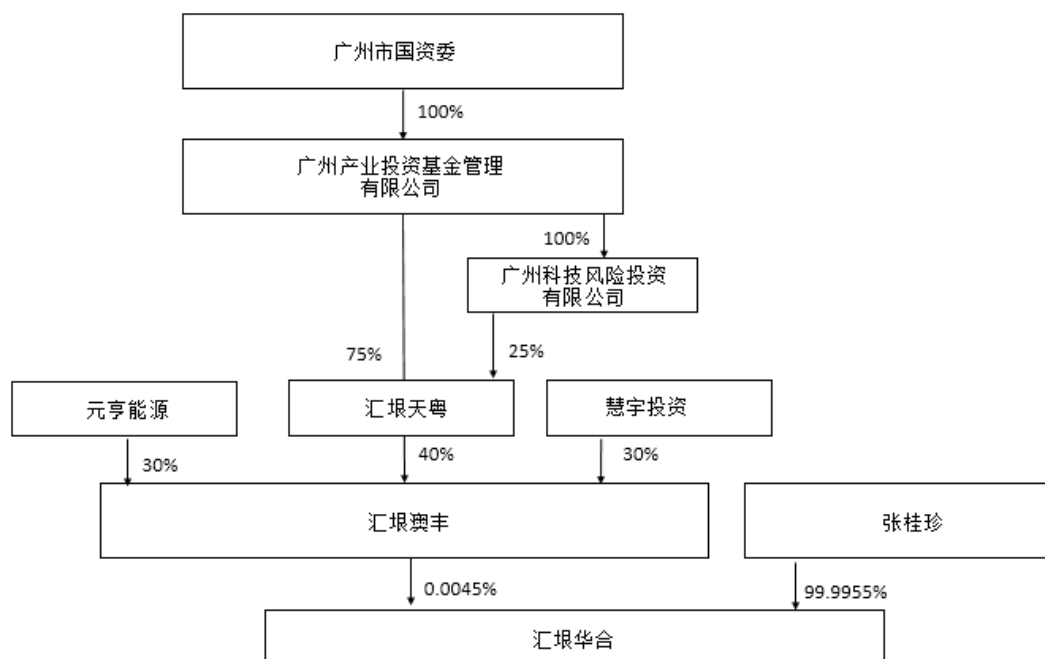 广州市国资委
100%
广州产业投资基金管理
有限公司
100%
广州科技风险投资
有限公司
75%
25%
元亨能源
汇垠天粤
慧宇投资
30%
40%
30%
汇垠澳丰
张桂珍
0.0045%
99.9955%
汇垠华合